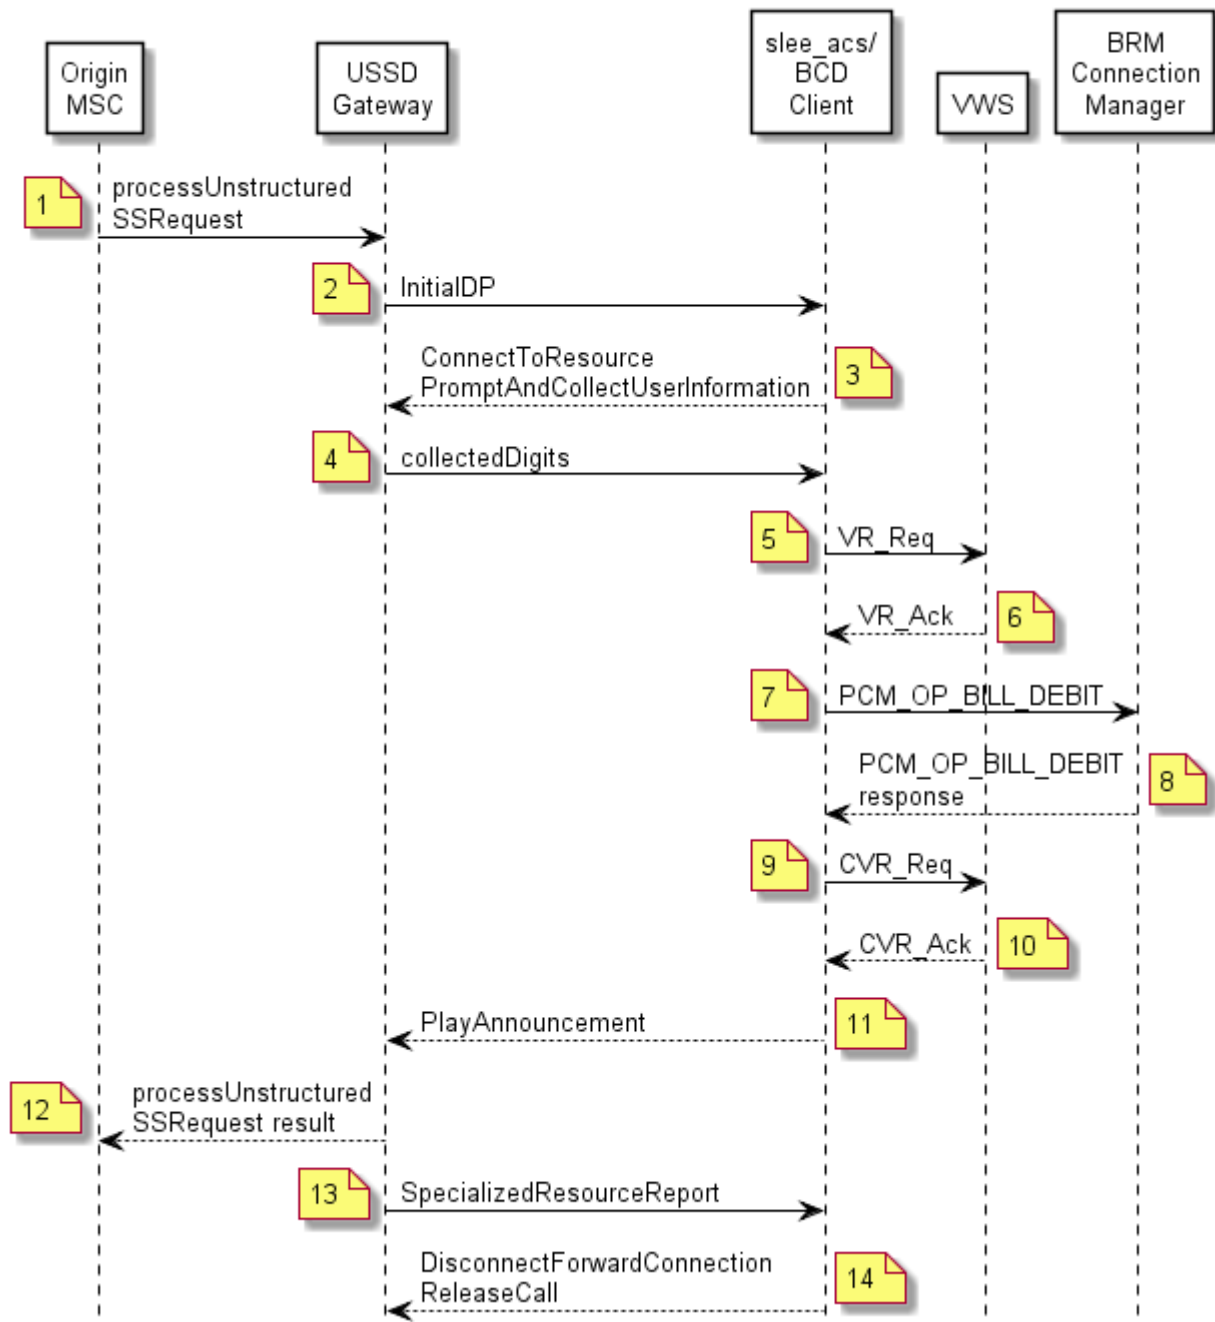 Origin
MSC
USSD
Gateway
slee_acs/
BCD
Client
VWS
BRM
Connection
Manager
1
processUnstructured
SSRequest
2
InitialDP
ConnectToResource
PromptAndCollectUserInformation
3
4
collectedDigits
5
VR_Req
VR_Ack
6
7
PCM_OP_BILL_DEBIT
PCM_OP_BILL_DEBIT
response
8
9
CVR_Req
CVR_Ack
10
PlayAnnouncement
11
12
processUnstructured
SSRequest result
13
SpecializedResourceReport
DisconnectForwardConnection
ReleaseCall
14